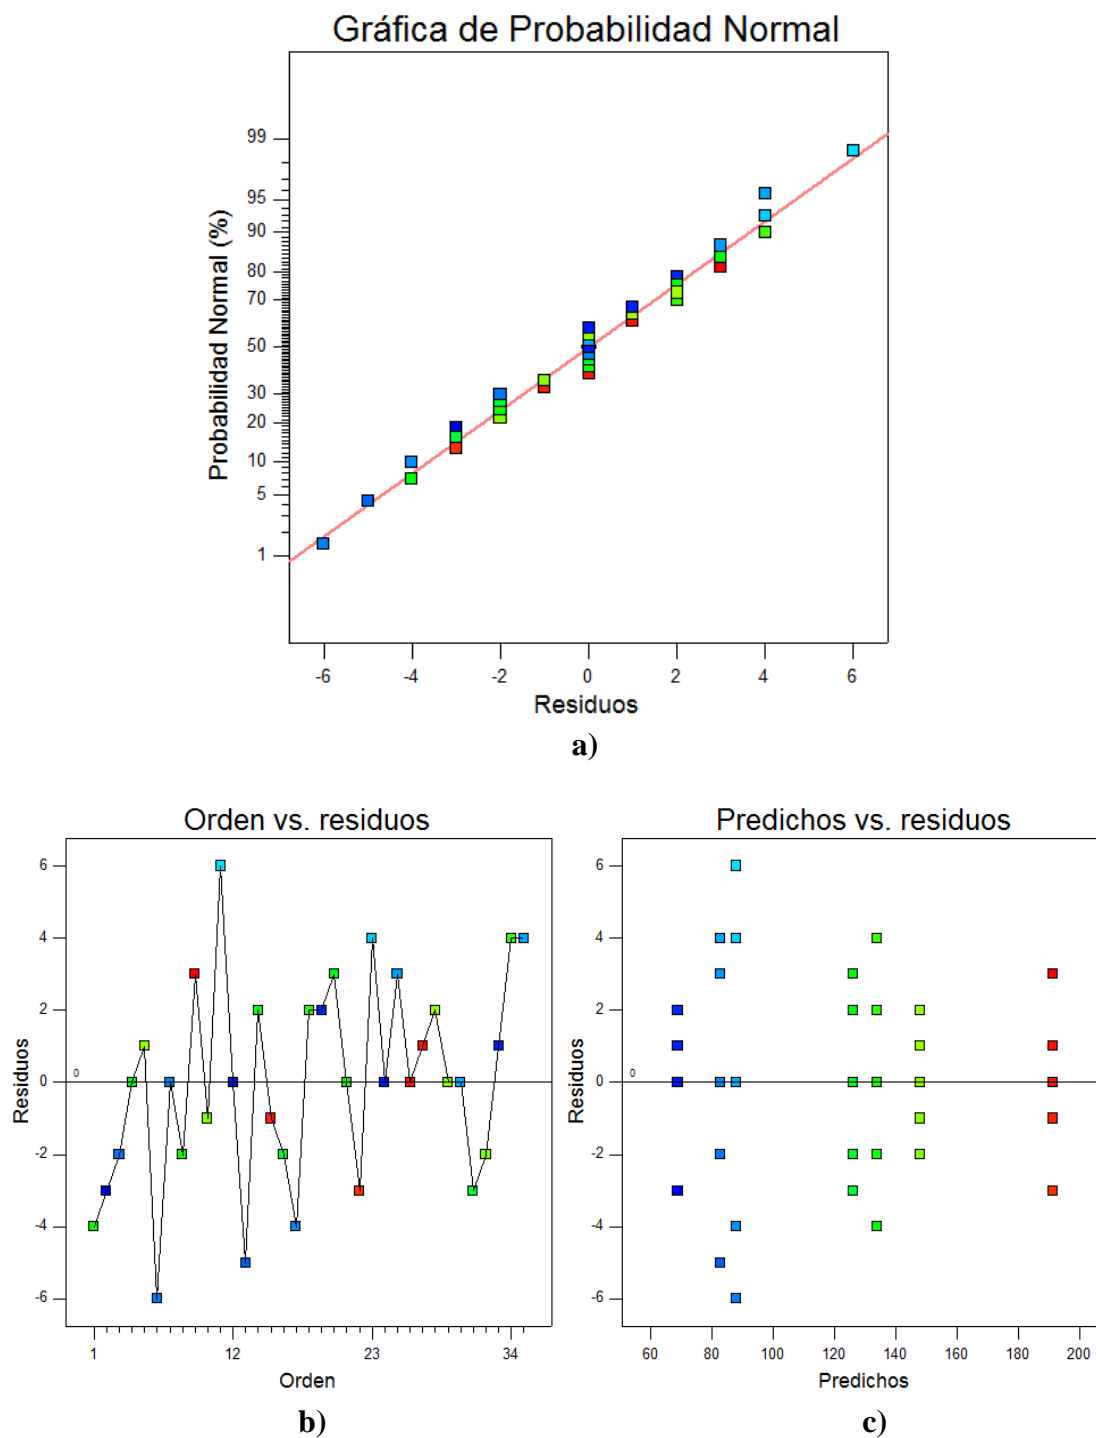 Gráfica de Probabilidad Normal
Probabilidad Normal (%)
99
95
90
80
70
50
30
20
10
5
1
-6 -4 -2 0 2 4 6
Residuos
a)
Orden vs. residuos
Residuos
6
4
2
0
0
-2
-4
-6
1 12 23 34
Orden
b)
Predichos vs. residuos
Residuos
6
4
2
0
0
-2
-4
-6
60 80 100 120 140 160 180 200
Predichos
c)